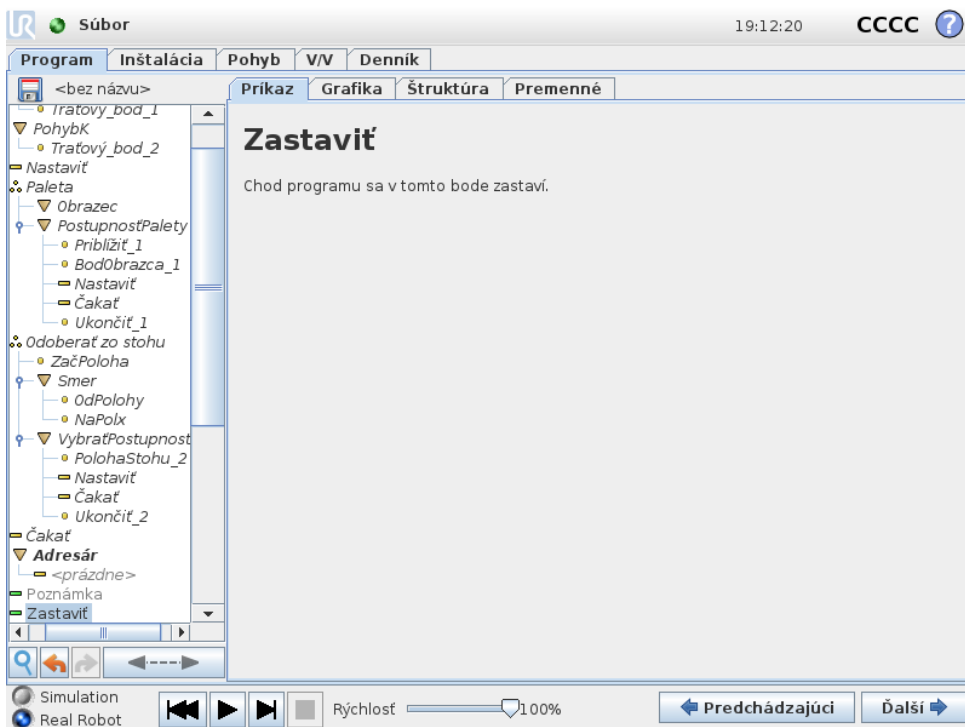 Súbor
19:12:20
CCCC
?
Program
Inštalácia
Pohyb
V/V
Denník
<bez názvu>
Príkaz
Grafika
Štruktúra
Premenné
Traťový_bod_1
PohybK
Traťový_bod_2
Nastaviť
Paleta
Obrazec
PostupnosťPalety
Priblížiť_1
BodObrazca_1
Nastaviť
Čakať
Ukončiť_1
Odoberať zo stohu
ZačPoloha
Smer
OdPolohy
NaPolx
VybraťPostupnost
PolohaStohu_2
Nastaviť
Čakať
Ukončiť_2
Čakať
Adresár
<prázdne>
Poznámka
Zastaviť
Zastaviť
Chod programu sa v tomto bode zastaví.
Simulation
Real Robot
Rýchlosť
100%
Predchádzajúci
Ďalší